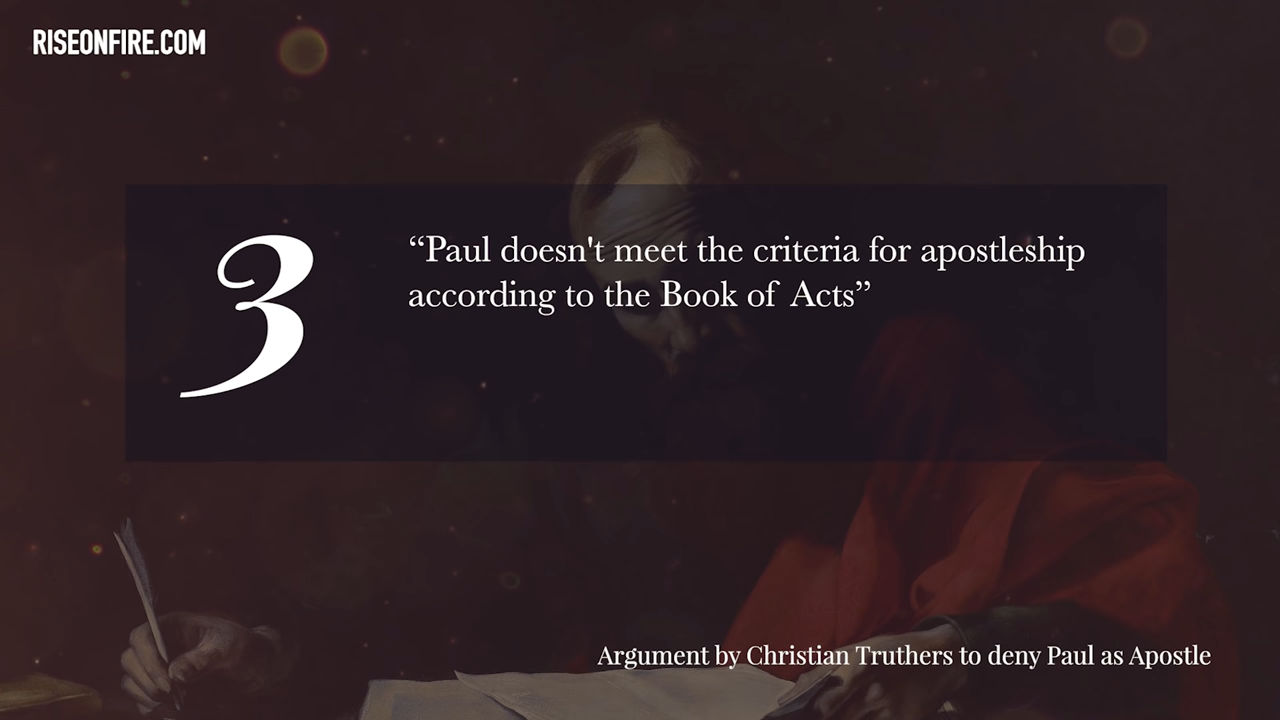 RISEONFIRE.COM
3
“Paul doesn't meet the criteria for apostleship
according to the Book of Acts”
Argument by Christian Truthers to deny Paul as Apostle